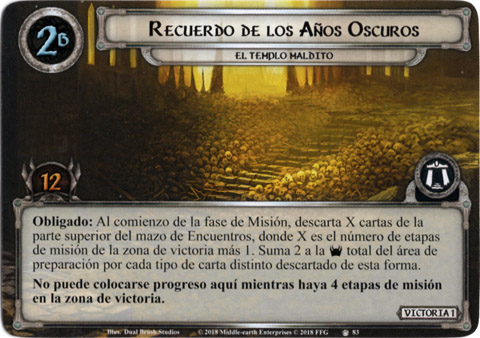 2B
RECUERDO DE LOS AÑOS OSCUROS
EL TEMPLO MALDITO
12
Obligado: Al comienzo de la fase de Misión, descarta X cartas de la
parte superior del mazo de Encuentros, donde X es el número de etapas
de misión de la zona de victoria más 1. Suma 2 a la total del área de
preparación por cada tipo de carta distinto descartado de esta forma.
No puede colocarse progreso aquí mientras haya 4 etapas de misión
en la zona de victoria.
VICTORIA 1
Illus. Dual Brush Studios © 2018 Middle-earth Enterprises © 2018 FFG 83